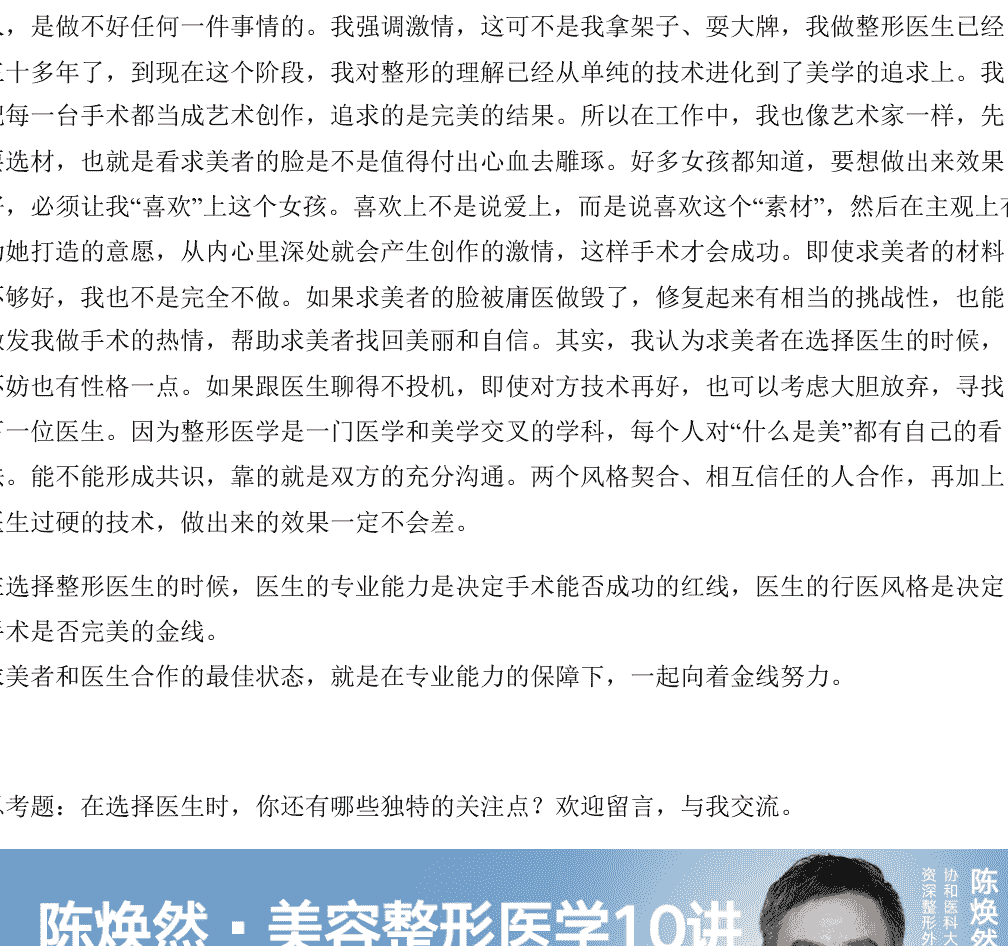 ，是做不好任何一件事情的。我强调激情，这可不是我拿架子、耍大牌，我做整形医生已经
十多年了，到现在这个阶段，我对整形的理解已经从单纯的技术进化到了美学的追求上。我
把每一台手术都当成艺术创作，追求的是完美的结果。所以在工作中，我也像艺术家一样，先
要选材，也就是看求美者的脸是不是值得付出心血去雕琢。好多女孩都知道，要想做出来效果
好，必须让我“喜欢”上这个女孩。喜欢上不是说爱上，而是说喜欢这个“素材”，然后在主观上有
为她打造的意愿，从内心里深处就会产生创作的激情，这样手术才会成功。即使求美者的材料
不够好，我也不是完全不做。如果求美者的脸被庸医做毁了，修复起来有相当的挑战性，也能
激发我做手术的热情，帮助求美者找回美丽和自信。其实，我认为求美者在选择医生的时候，
不妨也有性格一点。如果跟医生聊得不投机，即使对方技术再好，也可以考虑大胆放弃，寻找
下一位医生。因为整形医学是一门医学和美学交叉的学科，每个人对“什么是美”都有自己的看
法。能不能形成共识，靠的就是双方的充分沟通。两个风格契合、相互信任的人合作，再加上
医生过硬的技术，做出来的效果一定不会差。
在选择整形医生的时候，医生的专业能力是决定手术能否成功的红线，医生的行医风格是决定
手术是否完美的金线。
求美者和医生合作的最佳状态，就是在专业能力的保障下，一起向着金线努力。
思考题：在选择医生时，你还有哪些独特的关注点？欢迎留言，与我交流。
陈焕然·美容整形医学10讲
陈焕然
协和医科大
资深整形外